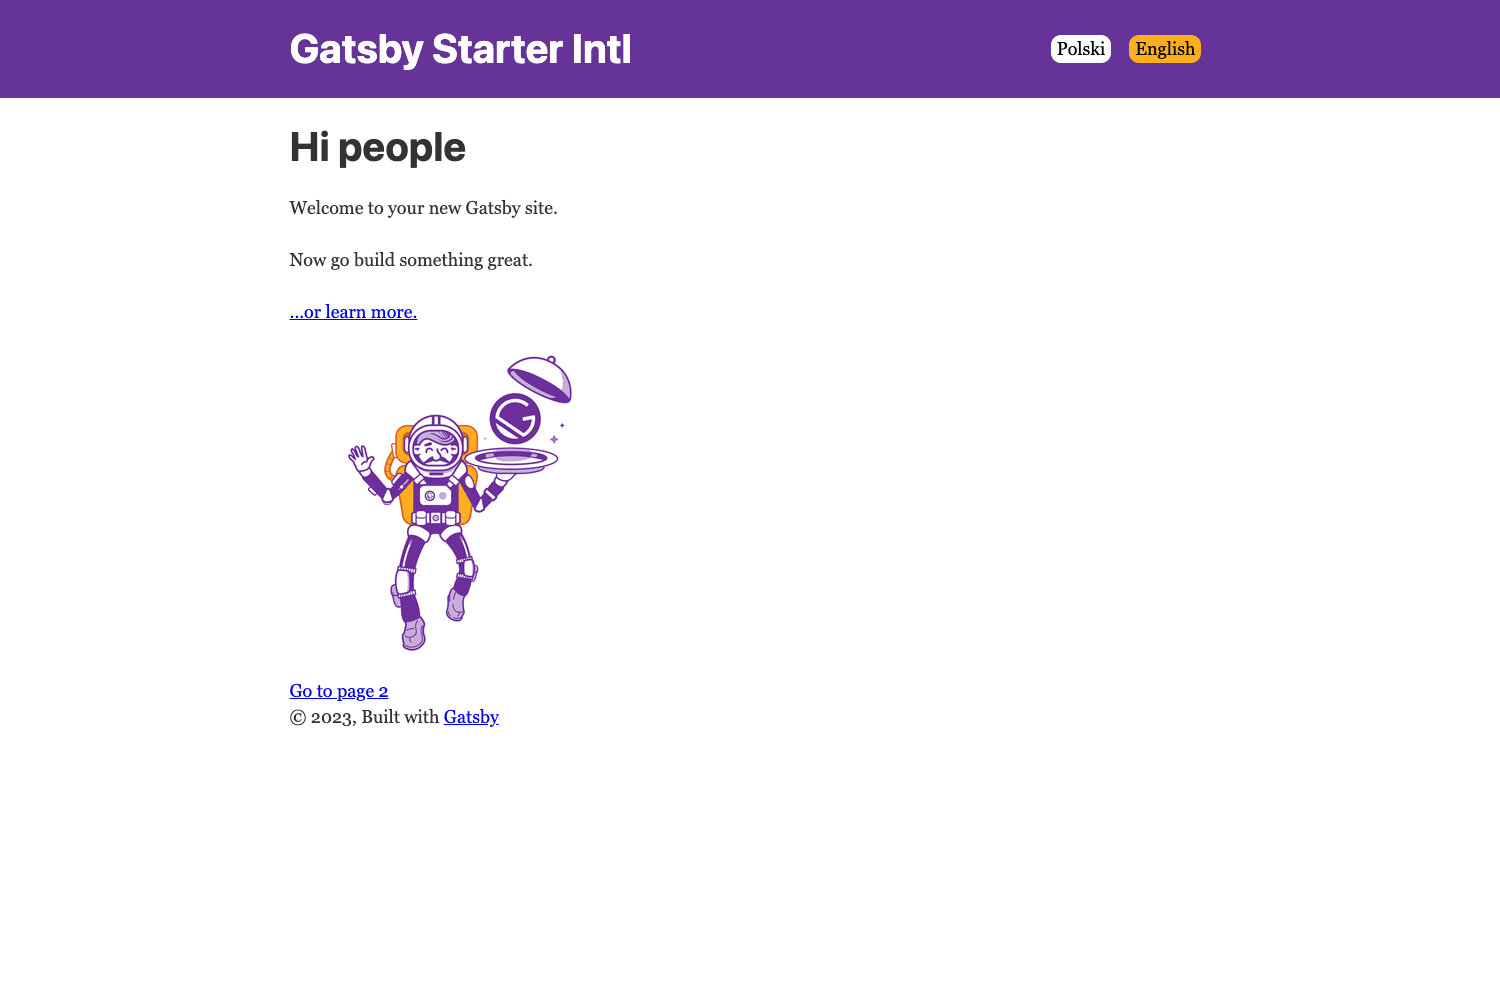 Gatsby Starter Intl
Polski English
Hi people
Welcome to your new Gatsby site.
Now go build something great.
...or learn more.
Go to page 2
© 2023, Built with Gatsby